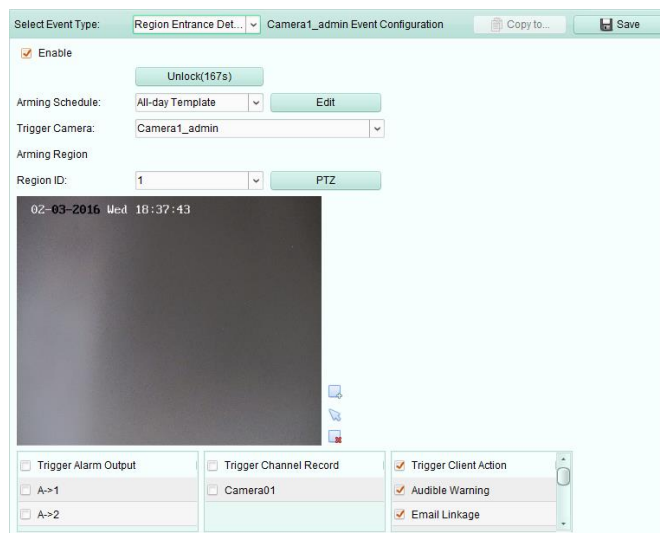 Select Event Type: Region Entrance Det... Camera1_admin Event Configuration Copy to... Save
Enable
Unlock(167s)
Arming Schedule: All-day Template Edit
Trigger Camera: Camera1_admin
Arming Region
Region ID: 1 PTZ
02-03-2016 Wed 18:37:43
Trigger Alarm Output Trigger Channel Record Trigger Client Action
A->1 Camera01 Audible Warning
A->2 Email Linkage